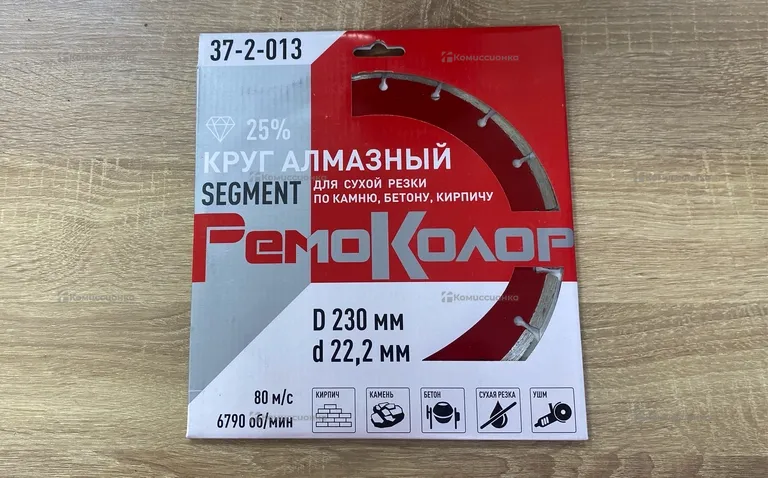 37-2-013
25%
КРУГ АЛМАЗНЫЙ
SEGMENT
ДЛЯ СУХОЙ РЕЗКИ
ПО КАМНЮ, БЕТОНУ, КИРПИЧУ
РемоКолор
D 230 мм
d 22,2 мм
80 м/с
6790 об/мин
КИРПИЧ
КАМЕНЬ
БЕТОН
СУХАЯ РЕЗКА
УШМ
Комиссионка
Комиссионка
Комиссионка
Комиссионка